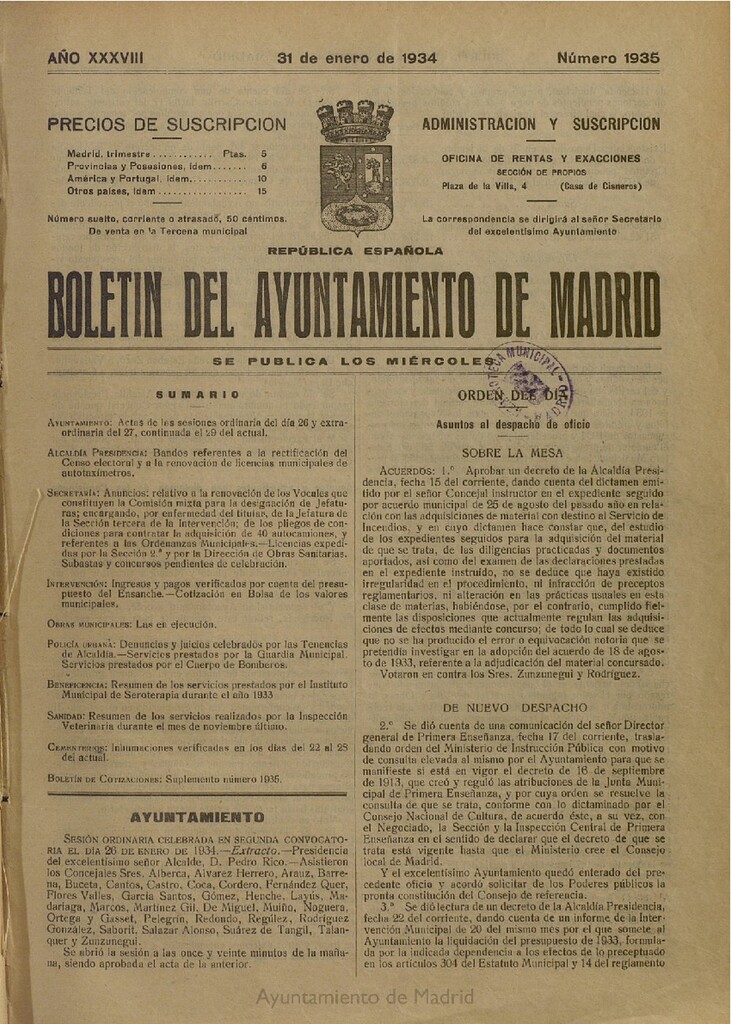 AÑO XXXVIII
31 de enero de 1934
Número 1935
PRECIOS DE SUSCRIPCION
Madrid, trimestre............ Ptas. 5
Provincias y Posesiones, ídem....... 6
América y Portugal, ídem............ 10
Otros países, ídem.................. 15
Número suelto, corriente o atrasado, 50 céntimos.
De venta en la Tercena municipal
ADMINISTRACION Y SUSCRIPCION
OFICINA DE RENTAS Y EXACCIONES
SECCIÓN DE PROPIOS
Plaza de la Villa, 4 (Casa de Cisneros)
La correspondencia se dirigirá al señor Secretario
del excelentísimo Ayuntamiento
REPÚBLICA ESPAÑOLA
BOLETIN DEL AYUNTAMIENTO DE MADRID
SE PUBLICA LOS MIÉRCOLES
SUMARIO
AYUNTAMIENTO: Actas de las sesiones ordinaria del día 26 y extra-
ordinaria del 27, continuada el 29 del actual.
ALCALDÍA PRESIDENCIA: Bandos referentes a la rectificación del
Censo electoral y a la renovación de licencias municipales de
autotaxímetros.
SECRETARÍA: Anuncios: relativo a la renovación de los Vocales que
constituyen la Comisión mixta para la designación de Jefatu-
ras; encargando, por enfermedad del titular, de la Jefatura de
la Sección tercera de la Intervención; de los pliegos de con-
diciones para contratar la adquisición de 40 autocamiones, y
referentes a las Ordenanzas Municipales.—Licencias expedi-
das por la Sección 2.ª y por la Dirección de Obras Sanitarias.
Subastas y concursos pendientes de celebración.
INTERVENCIÓN: Ingresos y pagos verificados por cuenta del presu-
puesto del Ensanche.—Cotización en Bolsa de los valores
municipales.
OBRAS MUNICIPALES: Las en ejecución.
POLICÍA URBANA: Denuncias y juicios celebrados por las Tenencias
de Alcaldía.—Servicios prestados por la Guardia Municipal.
Servicios prestados por el Cuerpo de Bomberos.
BENEFICENCIA: Resumen de los servicios prestados por el Instituto
Municipal de Seroterapia durante el año 1933
SANIDAD: Resumen de los servicios realizados por la Inspección
Veterinaria durante el mes de noviembre último.
CEMENTERIOS: Inhumaciones verificadas en los días del 22 al 28
del actual.
BOLETÍN DE COTIZACIONES: Suplemento número 1935.
AYUNTAMIENTO
SESIÓN ORDINARIA CELEBRADA EN SEGUNDA CONVOCATO-
RIA EL DÍA 26 DE ENERO DE 1934.—Extracto.—Presidencia
del excelentísimo señor Alcalde, D. Pedro Rico.—Asistieron
los Concejales Sres. Alberca, Alvarez Herrero, Arauz, Barre-
na, Buceta, Cantos, Castro, Coca, Cordero, Fernández Quer,
Flores Valles, García Santos, Gómez, Henche, Layús, Ma-
dariaga, Marcos, Martínez Gil, De Miguel, Muiño, Noguera,
Ortega y Gasset, Pelegrín, Redondo, Regúlez, Rodríguez
González, Saborit, Salazar Alonso, Suárez de Tangil, Talan-
quer y Zunzunegui.
Se abrió la sesión a las once y veinte minutos de la maña-
na, siendo aprobada el acta de la anterior.
ORDEN DEL DIA
Asuntos al despacho de oficio
SOBRE LA MESA
ACUERDOS: 1.º Aprobar un decreto de la Alcaldía Presi-
dencia, fecha 15 del corriente, dando cuenta del dictamen emi-
tido por el señor Concejal instructor en el expediente seguido
por acuerdo municipal de 25 de agosto del pasado año en rela-
ción con las adquisiciones de material con destino al Servicio de
Incendios, y en cuyo dictamen hace constar que, del estudio
de los expedientes seguidos para la adquisición del material
de que se trata, de las diligencias practicadas y documentos
aportados, así como del examen de las declaraciones prestadas
en el expediente instruído, no se deduce que haya existido
irregularidad en el procedimiento, ni infracción de preceptos
reglamentarios, ni alteración en las prácticas usuales en esta
clase de materias, habiéndose, por el contrario, cumplido fiel-
mente las disposiciones que actualmente regulan las adquisi-
ciones de efectos mediante concurso; de todo lo cual se deduce
que no se ha producido el error o equivocación notoria que se
pretendía investigar en la adopción del acuerdo de 18 de agos-
to de 1933, referente a la adjudicación del material concursado.
Votaron en contra los Sres. Zunzunegui y Rodríguez.
DE NUEVO DESPACHO
2.º Se dió cuenta de una comunicación del señor Director
general de Primera Enseñanza, fecha 17 del corriente, trasla-
dando orden del Ministerio de Instrucción Pública con motivo
de consulta elevada al mismo por el Ayuntamiento para que se
manifieste si está en vigor el decreto de 16 de septiembre
de 1913, que creó y reguló las atribuciones de la Junta Muni-
cipal de Primera Enseñanza, y por cuya orden se resuelve la
consulta de que se trata, conforme con lo dictaminado por el
Consejo Nacional de Cultura, de acuerdo éste, a su vez, con
el Negociado, la Sección y la Inspección Central de Primera
Enseñanza en el sentido de declarar que el decreto de que se
trata está vigente hasta que el Ministerio cree el Consejo
local de Madrid.
Y el excelentísimo Ayuntamiento quedó enterado del pre-
cedente oficio y acordó solicitar de los Poderes públicos la
pronta constitución del Consejo de referencia.
3.º Se dió lectura de un decreto de la Alcaldía Presidencia,
fecha 22 del corriente, dando cuenta de un informe de la Inter-
vención Municipal de 20 del mismo mes por el que somete al
Ayuntamiento la liquidación del presupuesto de 1933, formula-
da por la indicada dependencia a los efectos de lo preceptuado
en los artículos 304 del Estatuto Municipal y 14 del reglamento
Ayuntamiento de Madrid